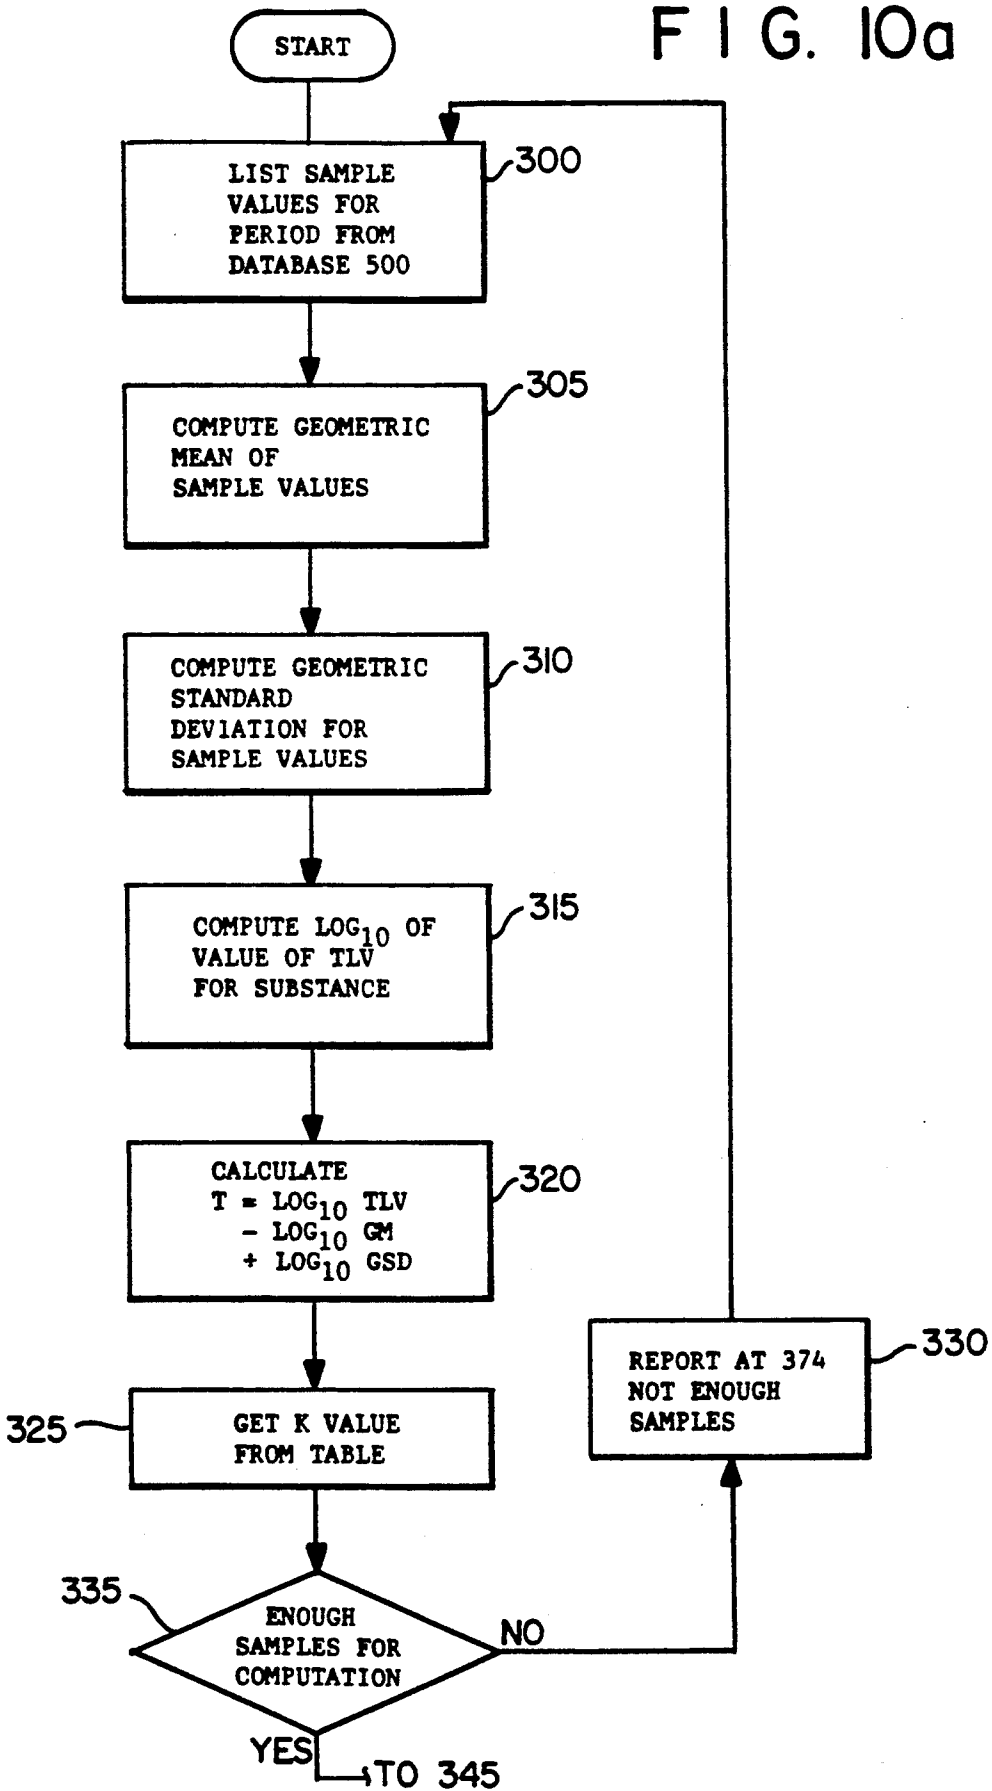 FIG. 10a
START
300
LIST SAMPLE
VALUES FOR
PERIOD FROM
DATABASE 500
305
COMPUTE GEOMETRIC
MEAN OF
SAMPLE VALUES
310
COMPUTE GEOMETRIC
STANDARD
DEVIATION FOR
SAMPLE VALUES
315
COMPUTE LOG10 OF
VALUE OF TLV
FOR SUBSTANCE
320
CALCULATE
T = LOG10 TLV
- LOG10 GM
+ LOG10 GSD
330
REPORT AT 374
NOT ENOUGH
SAMPLES
325
GET K VALUE
FROM TABLE
335
ENOUGH
SAMPLES FOR
COMPUTATION
NO
YES
TO 345